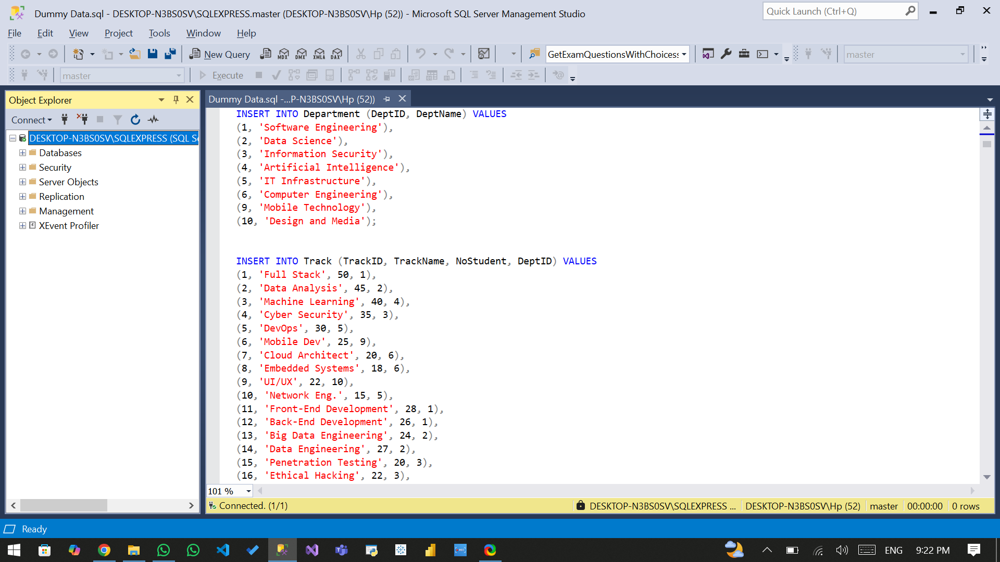 Dummy Data.sql - DESKTOP-N3BS0SV\SQLEXPRESS.master (DESKTOP-N3BS0SV\Hp (52)) - Microsoft SQL Server Management Studio
Quick Launch (Ctrl+Q)
File Edit View Project Tools Window Help
New Query MDX DMX XMLA DAX GetExamQuestionsWithChoicess master
master Execute
Object Explorer
Connect
DESKTOP-N3BS0SV\SQLEXPRESS (SQL Se
Databases
Security
Server Objects
Replication
Management
XEvent Profiler
Dummy Data.sql -...P-N3BS0SV\Hp (52))
INSERT INTO Department (DeptID, DeptName) VALUES
(1, 'Software Engineering'),
(2, 'Data Science'),
(3, 'Information Security'),
(4, 'Artificial Intelligence'),
(5, 'IT Infrastructure'),
(6, 'Computer Engineering'),
(9, 'Mobile Technology'),
(10, 'Design and Media');
INSERT INTO Track (TrackID, TrackName, NoStudent, DeptID) VALUES
(1, 'Full Stack', 50, 1),
(2, 'Data Analysis', 45, 2),
(3, 'Machine Learning', 40, 4),
(4, 'Cyber Security', 35, 3),
(5, 'DevOps', 30, 5),
(6, 'Mobile Dev', 25, 9),
(7, 'Cloud Architect', 20, 6),
(8, 'Embedded Systems', 18, 6),
(9, 'UI/UX', 22, 10),
(10, 'Network Eng.', 15, 5),
(11, 'Front-End Development', 28, 1),
(12, 'Back-End Development', 26, 1),
(13, 'Big Data Engineering', 24, 2),
(14, 'Data Engineering', 27, 2),
(15, 'Penetration Testing', 20, 3),
(16, 'Ethical Hacking', 22, 3),
101 %
Connected. (1/1)
DESKTOP-N3BS0SV\SQLEXPRESS ... DESKTOP-N3BS0SV\Hp (52) master 00:00:00 0 rows
Ready
ENG 9:22 PM